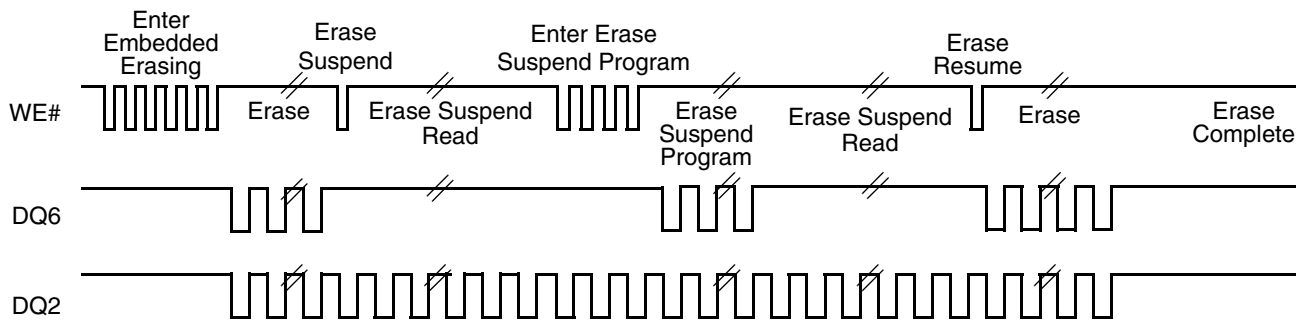 Enter
Embedded
Erasing
Erase
Suspend
Enter Erase
Suspend Program
Erase
Resume
WE#
Erase
Erase Suspend
Read
Erase
Suspend
Program
Erase Suspend
Read
Erase
Erase
Complete
DQ6
DQ2